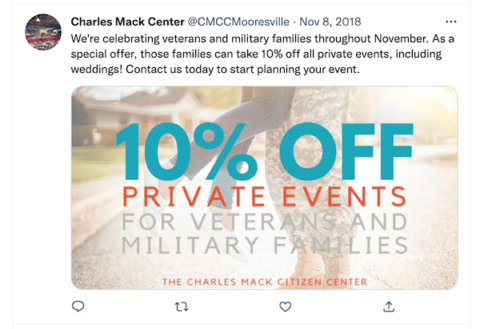 Charles Mack Center @CMCCMooresville · Nov 8, 2018
We're celebrating veterans and military families throughout November. As a
special offer, those families can take 10% off all private events, including
weddings! Contact us today to start planning your event.
10% OFF
PRIVATE EVENTS
FOR VETERANS AND
MILITARY FAMILIES
THE CHARLES MACK CITIZEN CENTER